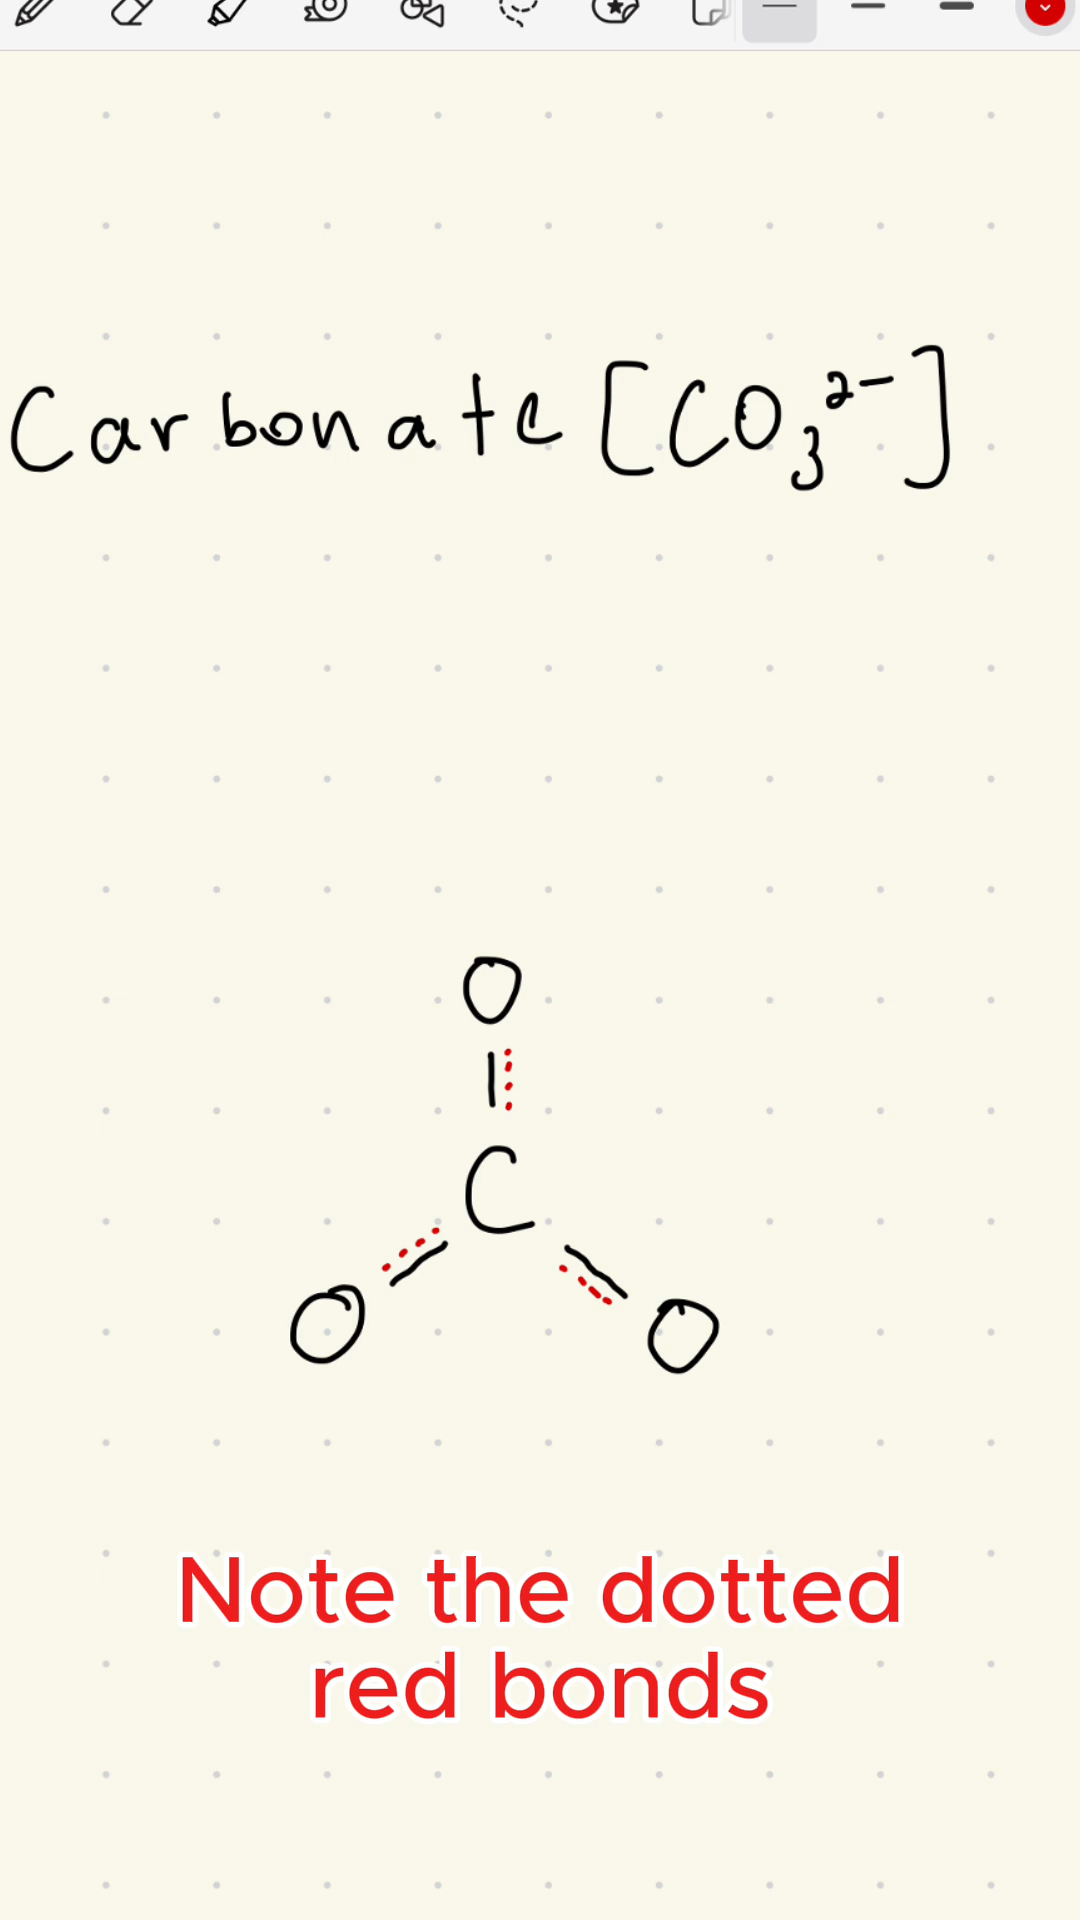 Carbonate [CO₃²⁻]
O
C
O O
Note the dotted
red bonds